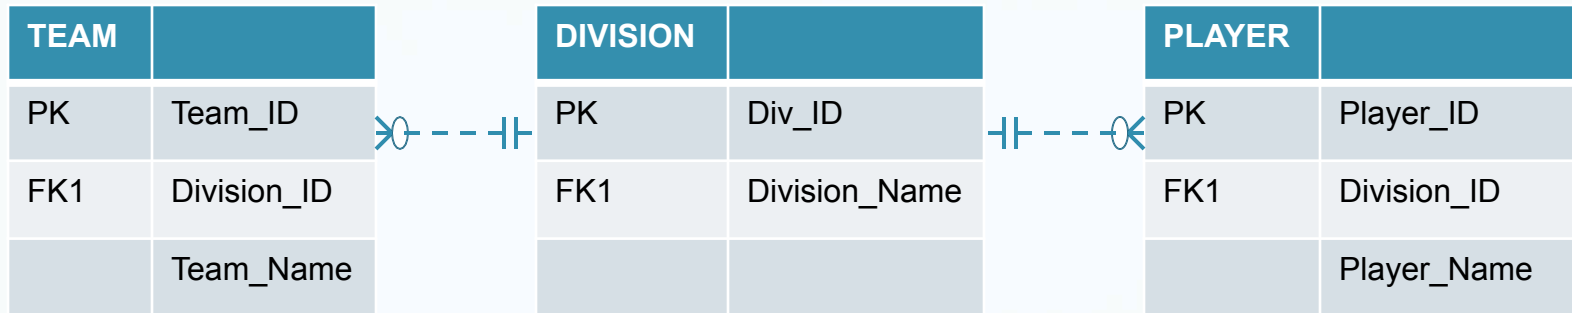 TEAM DIVISION PLAYER
PK Team_ID PK Div_ID PK Player_ID
FK1 Division_ID FK1 Division_Name FK1 Division_ID
Team_Name Player_Name